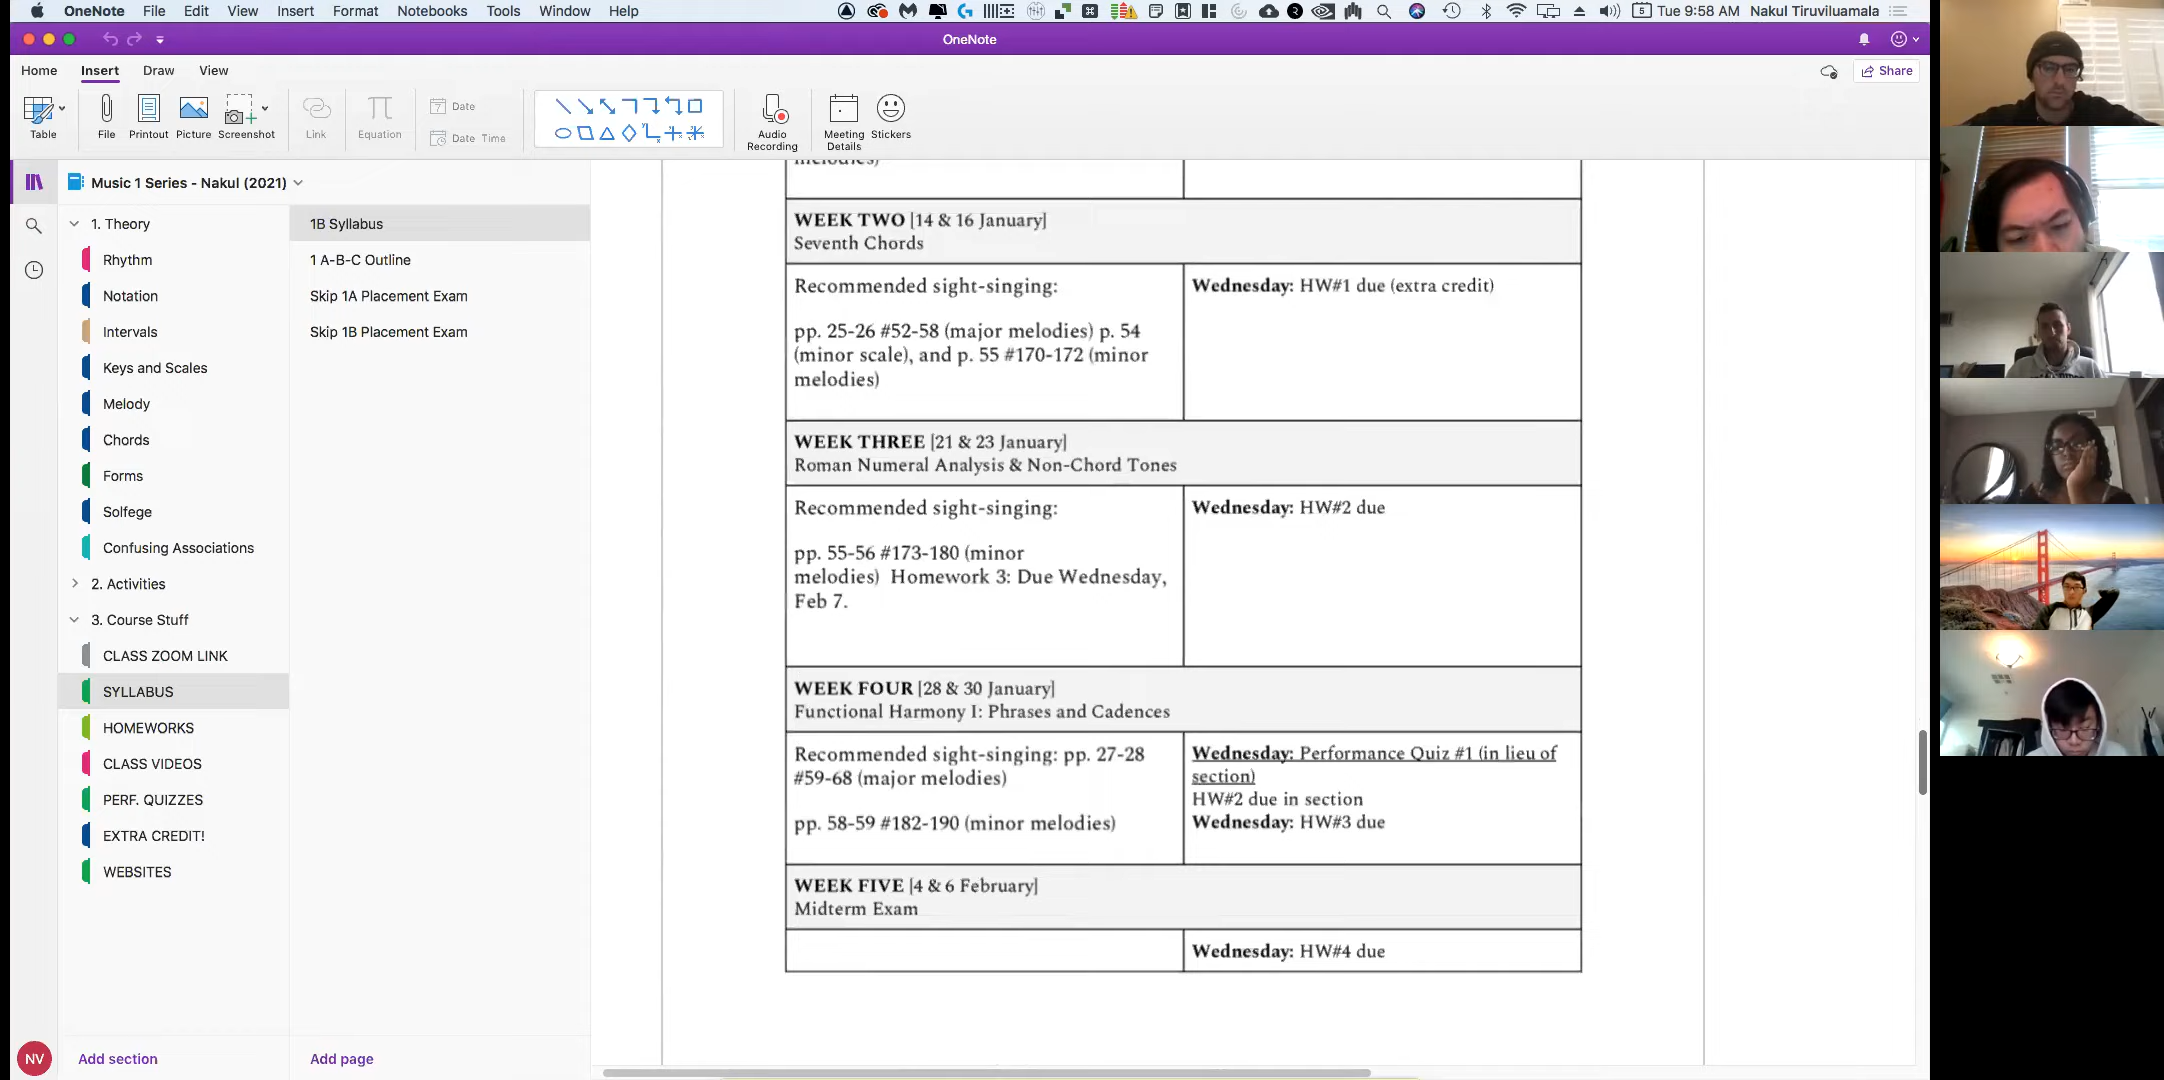 OneNote File Edit View Insert Format Notebooks Tools Window Help
Tue 9:58 AM Nakul Tiruviluamala
OneNote
Home Insert Draw View
Share
Table
File
Printout
Picture
Screenshot
Link
Equation
Date
Date Time
Audio Recording
Meeting Details
Stickers
Music 1 Series - Nakul (2021)
1. Theory
Rhythm
Notation
Intervals
Keys and Scales
Melody
Chords
Forms
Solfege
Confusing Associations
2. Activities
3. Course Stuff
CLASS ZOOM LINK
SYLLABUS
HOMEWORKS
CLASS VIDEOS
PERF. QUIZZES
EXTRA CREDIT!
WEBSITES
NV
Add section
1B Syllabus
1 A-B-C Outline
Skip 1A Placement Exam
Skip 1B Placement Exam
Add page
melodies)
WEEK TWO [14 & 16 January]
Seventh Chords
Recommended sight-singing:
pp. 25-26 #52-58 (major melodies) p. 54
(minor scale), and p. 55 #170-172 (minor
melodies)
Wednesday: HW#1 due (extra credit)
WEEK THREE [21 & 23 January]
Roman Numeral Analysis & Non-Chord Tones
Recommended sight-singing:
pp. 55-56 #173-180 (minor
melodies) Homework 3: Due Wednesday,
Feb 7.
Wednesday: HW#2 due
WEEK FOUR [28 & 30 January]
Functional Harmony I: Phrases and Cadences
Recommended sight-singing: pp. 27-28
#59-68 (major melodies)
pp. 58-59 #182-190 (minor melodies)
Wednesday: Performance Quiz #1 (in lieu of
section)
HW#2 due in section
Wednesday: HW#3 due
WEEK FIVE [4 & 6 February]
Midterm Exam
Wednesday: HW#4 due